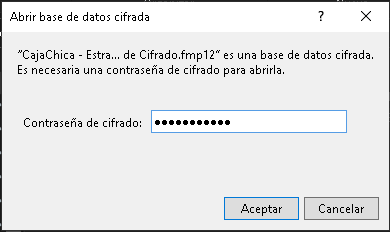 Abrir base de datos cifrada
?
"CajaChica - Estra... de Cifrado.fmp12" es una base de datos cifrada.
Es necesaria una contraseña de cifrado para abrirla.
Contraseña de cifrado: ●●●●●●●●●●●
Aceptar
Cancelar